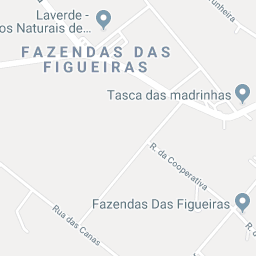 Laverde -
os Naturais de...
FAZENDAS DAS
FIGUEIRAS
Tasca das madrinhas
R. da Cooperativa
Fazendas Das Figueiras
Rua das Canas